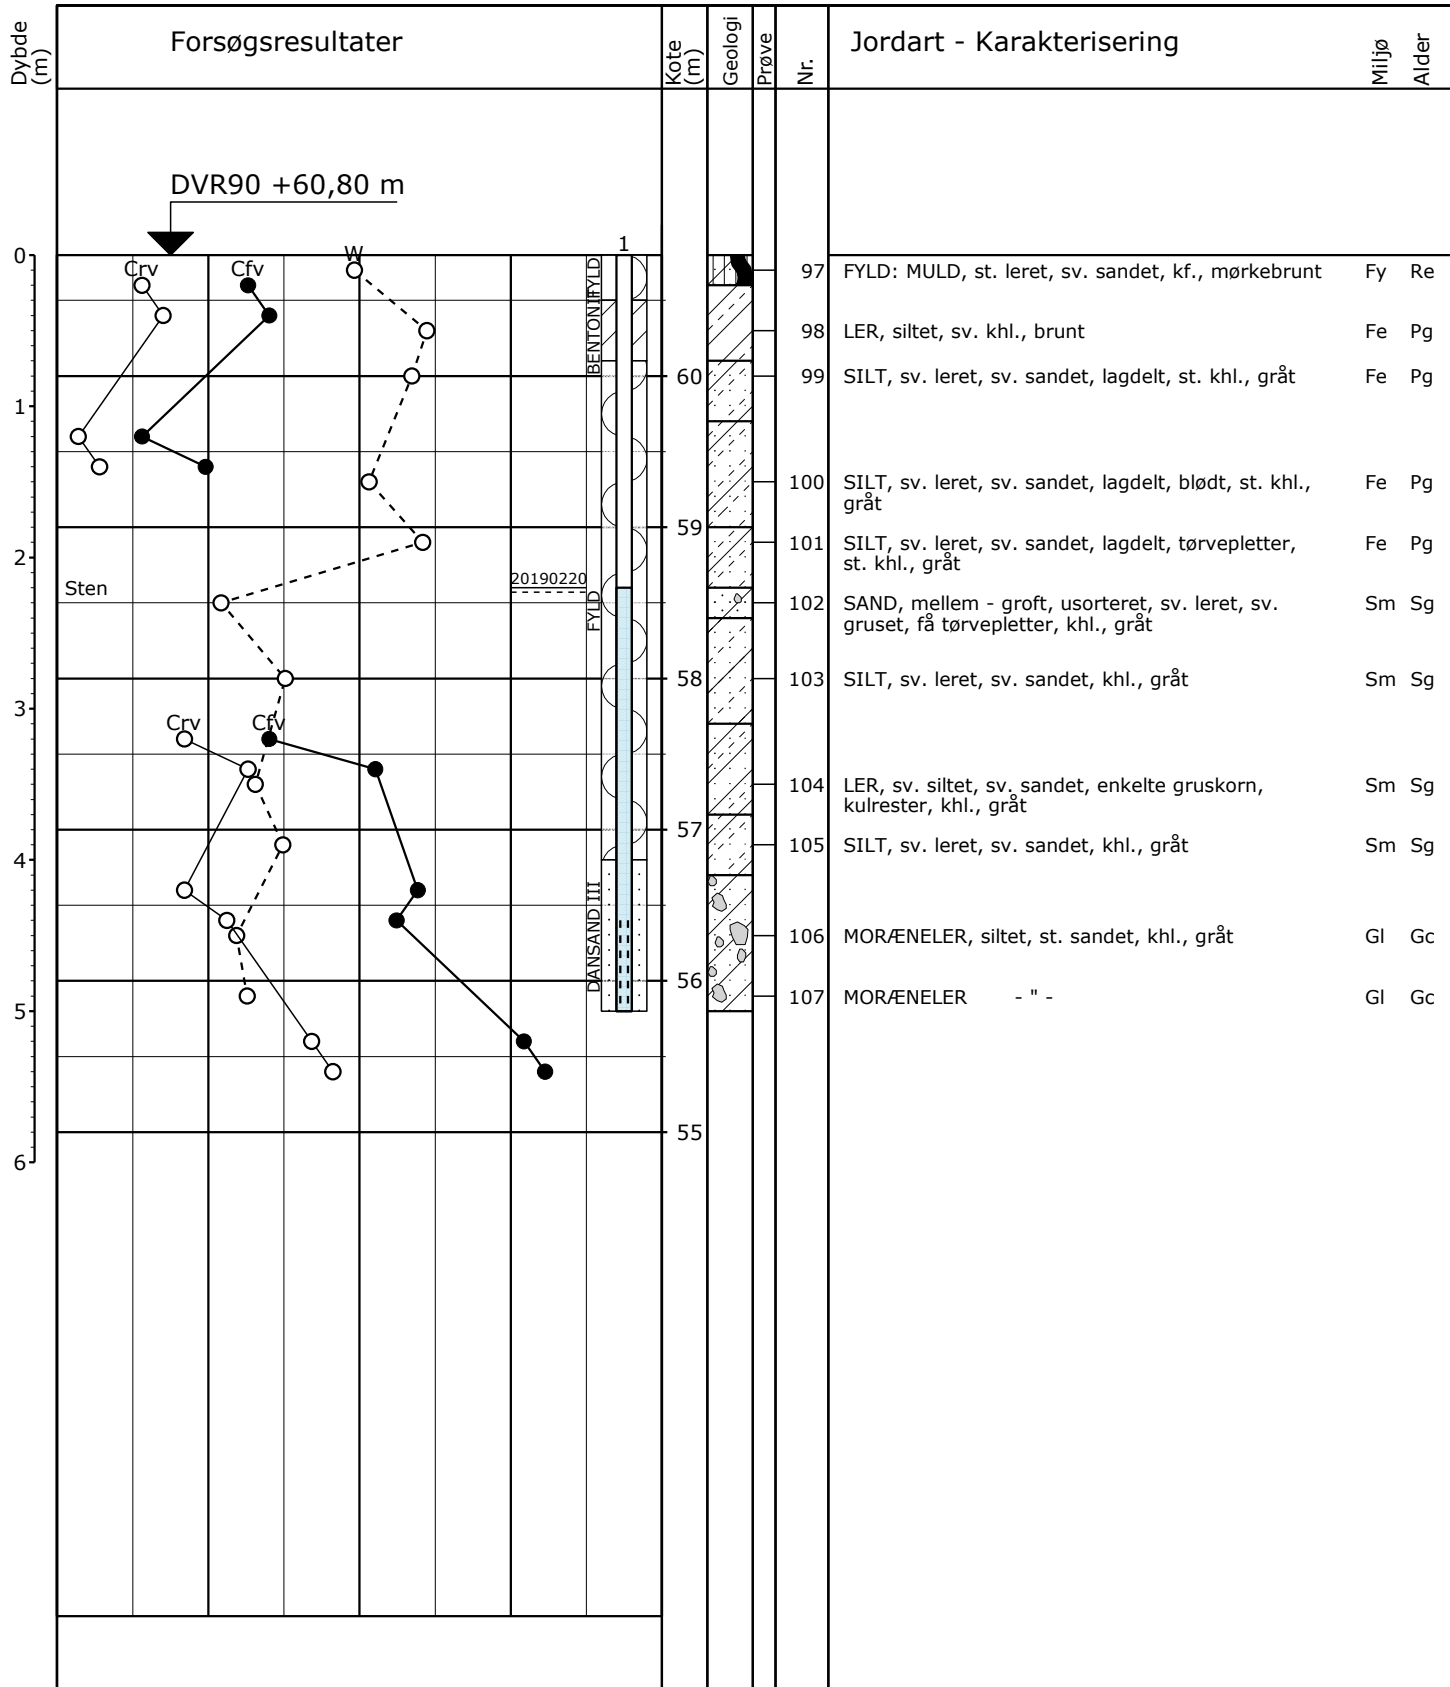 Dybde
(m)
Forsøgsresultater
Kote
(m)
Geologi
Prøve
Nr.
Jordart - Karakterisering
Miljø
Alder
DVR90 +60,80 m
0
1
2
3
4
5
6
Crv
Cfv
W
1
FYLD
BENTONIT
20190220
Sten
FYLD
Crv
Cfv
DANSAND III
60
59
58
57
56
55
97 FYLD: MULD, st. leret, sv. sandet, kf., mørkebrunt Fy Re
98 LER, siltet, sv. khl., brunt Fe Pg
99 SILT, sv. leret, sv. sandet, lagdelt, st. khl., gråt Fe Pg
100 SILT, sv. leret, sv. sandet, lagdelt, blødt, st. khl., Fe Pg
gråt
101 SILT, sv. leret, sv. sandet, lagdelt, tørvepletter, Fe Pg
st. khl., gråt
102 SAND, mellem - groft, usorteret, sv. leret, sv. Sm Sg
gruset, få tørvepletter, khl., gråt
103 SILT, sv. leret, sv. sandet, khl., gråt Sm Sg
104 LER, sv. siltet, sv. sandet, enkelte gruskorn, Sm Sg
kulrester, khl., gråt
105 SILT, sv. leret, sv. sandet, khl., gråt Sm Sg
106 MORÆNELER, siltet, st. sandet, khl., gråt Gl Gc
107 MORÆNELER - " - Gl Gc